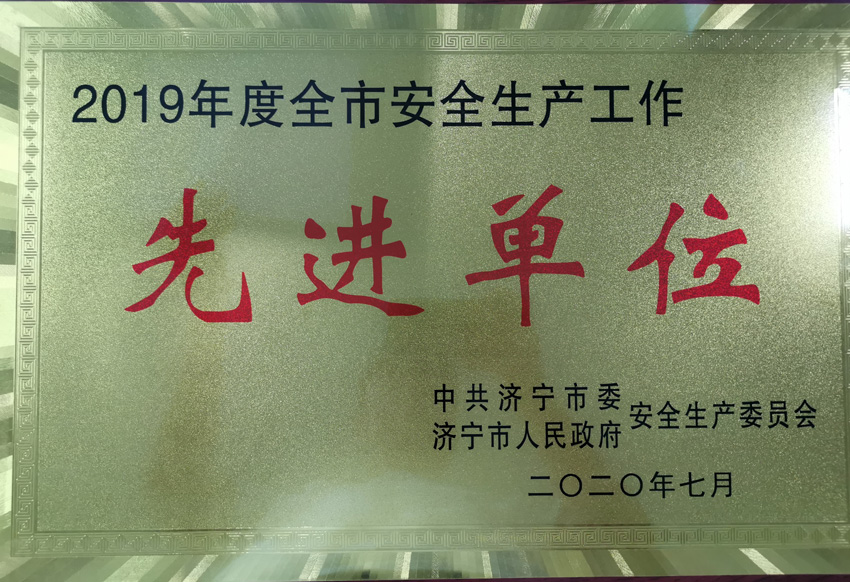 2019年度全市安全生产工作
先进单位
中共济宁市委
济宁市人民政府
安全生产委员会
二〇二〇年七月